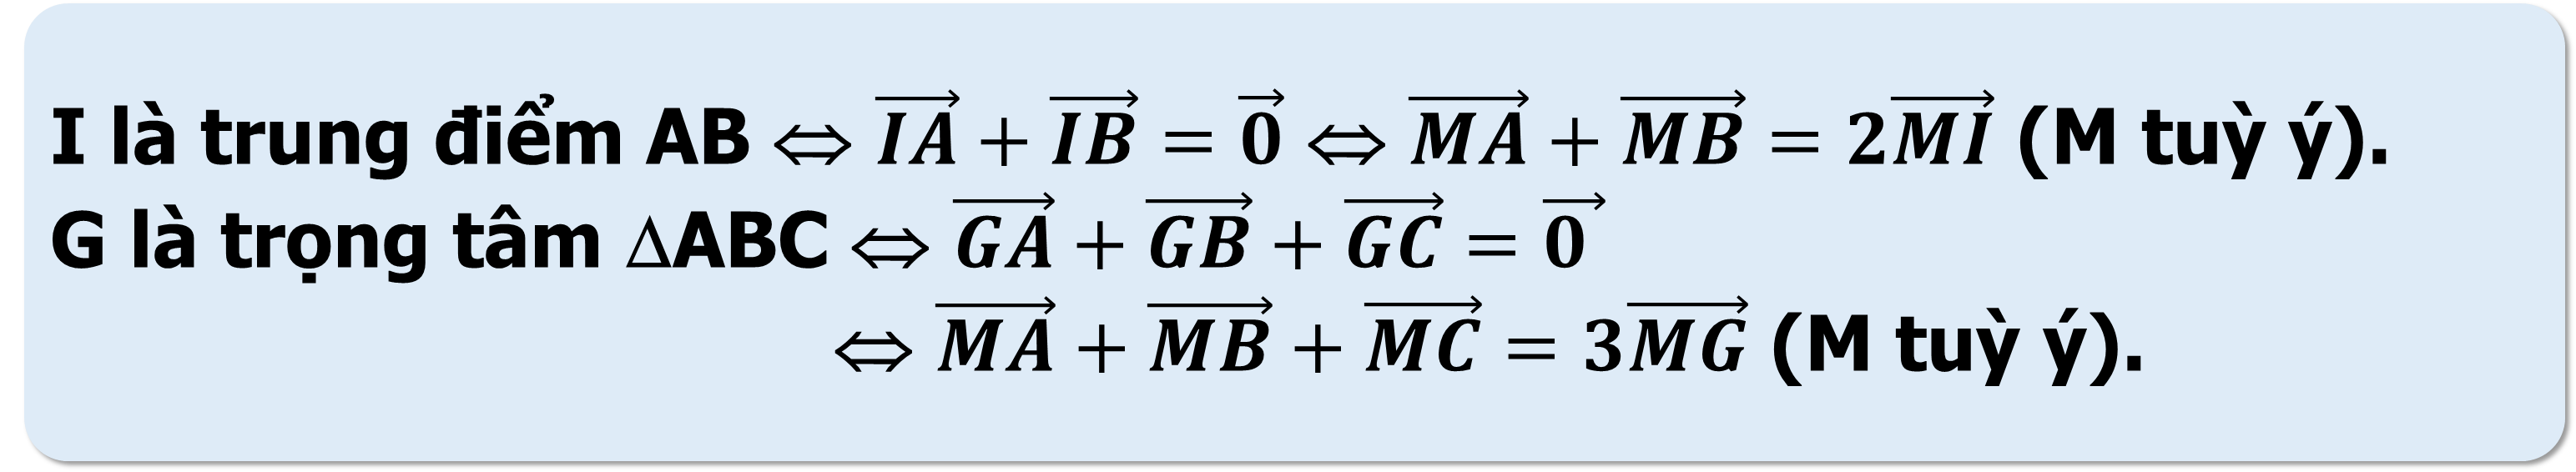 I là trung điểm AB ⇔ $\overrightarrow{IA} + \overrightarrow{IB} = \overrightarrow{0}$ ⇔ $\overrightarrow{MA} + \overrightarrow{MB} = 2\overrightarrow{MI}$ (M tuỳ ý).
G là trọng tâm ∆ABC ⇔ $\overrightarrow{GA} + \overrightarrow{GB} + \overrightarrow{GC} = \overrightarrow{0}$
⇔ $\overrightarrow{MA} + \overrightarrow{MB} + \overrightarrow{MC} = 3\overrightarrow{MG}$ (M tuỳ ý).